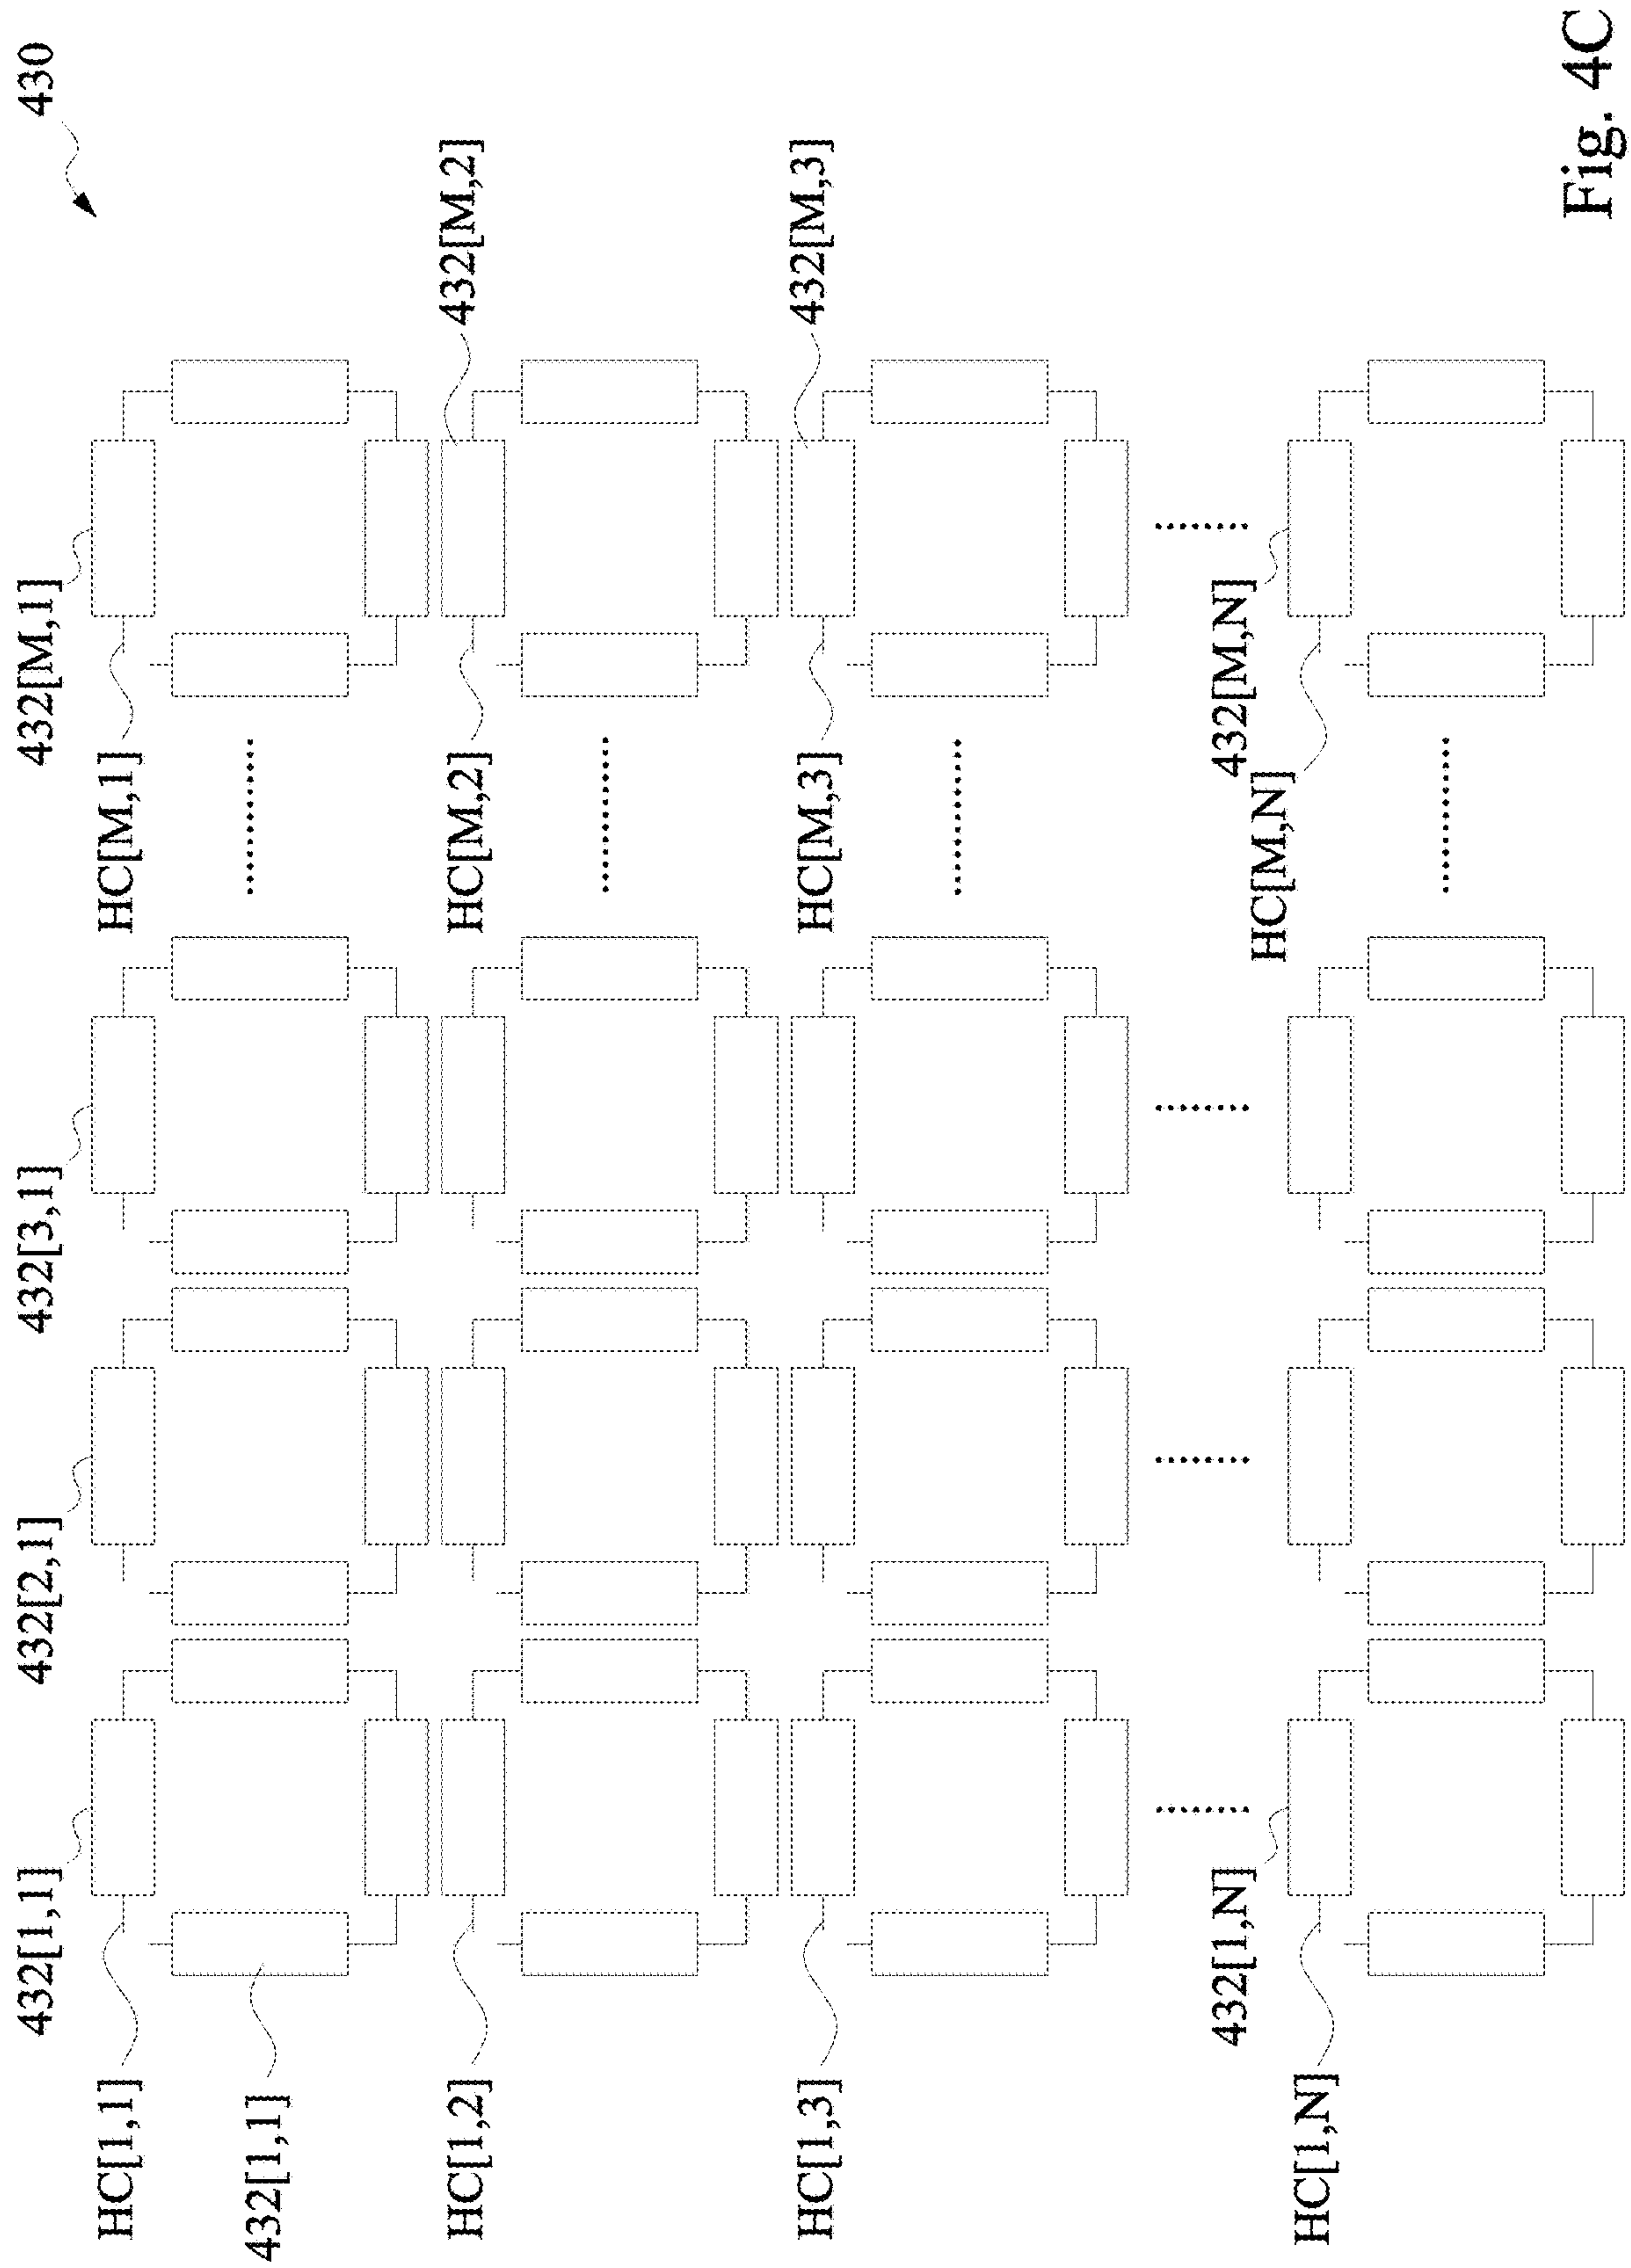 432[1,1]
432[2,1]
432[3,1]
432[M,1]
430
HC[1,1]
HC[M,1]
432[1,1]
HC[1,2]
HC[M,2]
432[M,2]
HC[1,3]
HC[M,3]
432[M,3]
432[1,N]
432[M,N]
HC[M,N]
HC[1,N]
Fig. 4C